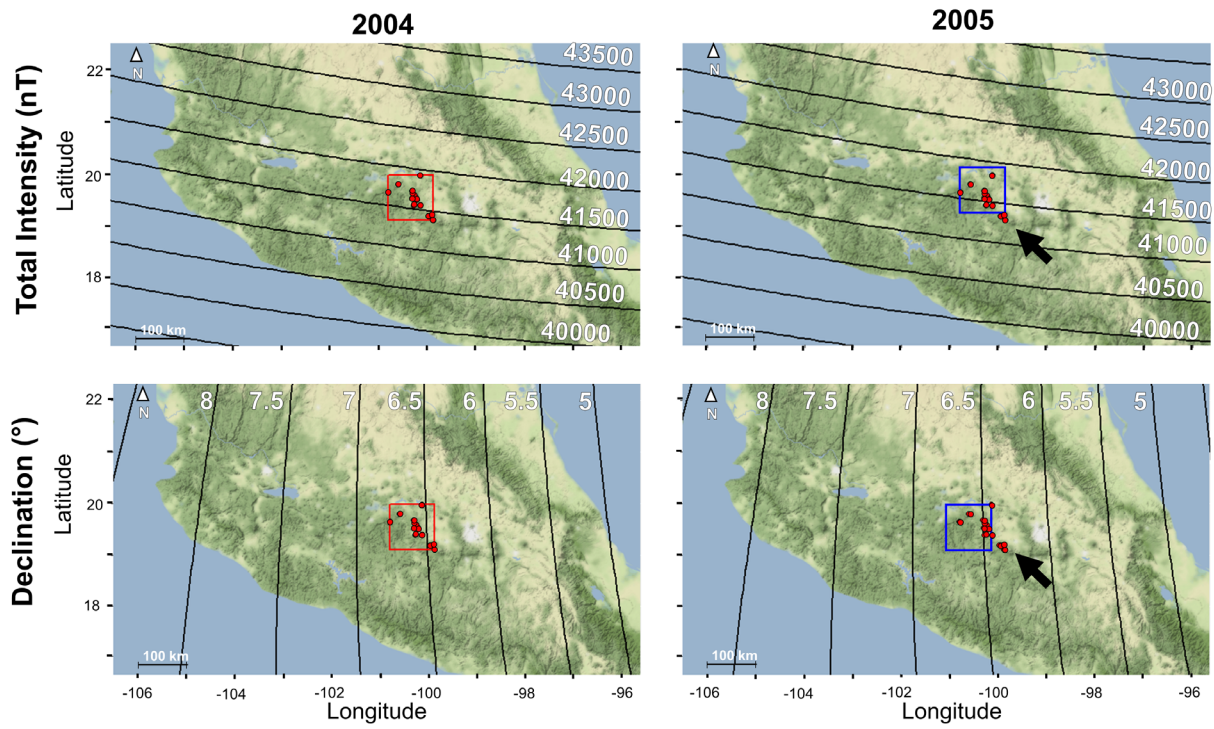 2004
2005
Total Intensity (nT)
Latitude
22
20
18
N
43500
43000
42500
42000
41500
41000
40500
40000
100 km
N
43000
42500
42000
41500
41000
40500
40000
100 km
Declination (°)
Latitude
22
20
18
N
8 7.5 7 6.5 6 5.5 5
100 km
-106 -104 -102 -100 -98 -96
Longitude
N
8 7.5 7 6.5 6 5.5 5
100 km
-106 -104 -102 -100 -98 -96
Longitude